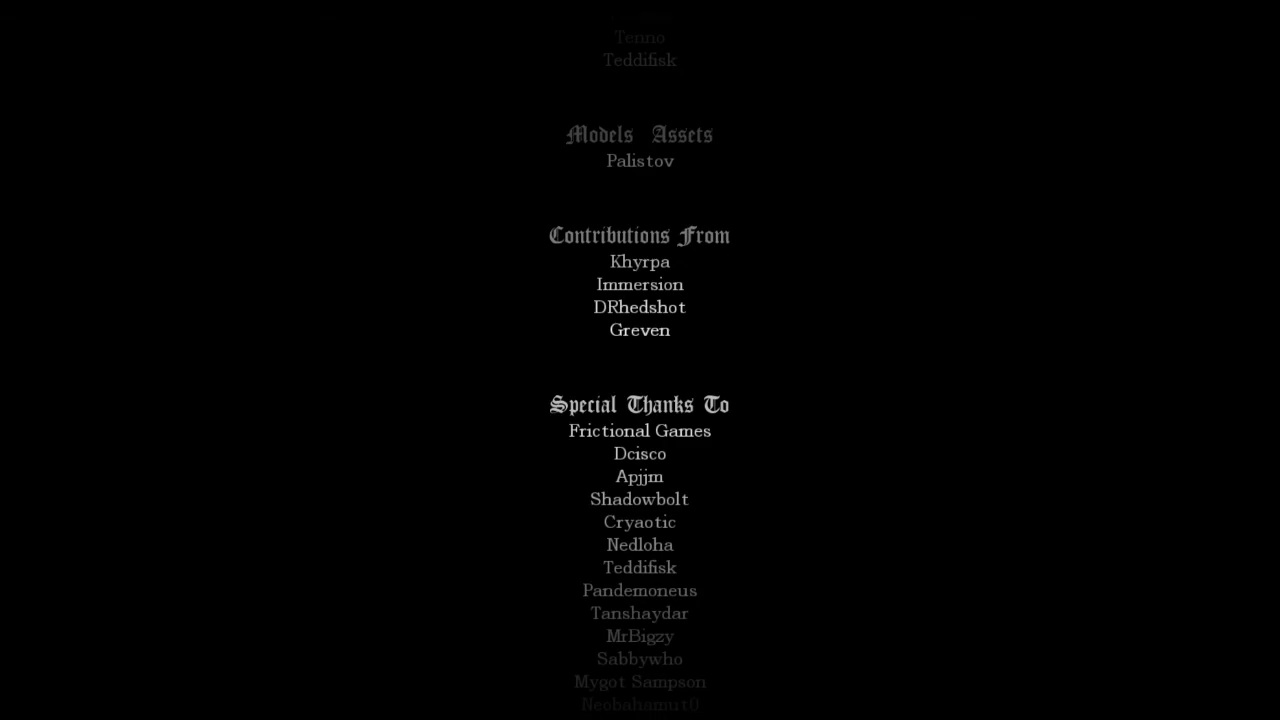 Tenno
Teddifisk
Models Assets
Palistov
Contributions From
Khyrpa
Immersion
DRhedshot
Greven
Special Thanks To
Frictional Games
Dcisco
Apjjm
Shadowbolt
Cryaotic
Nedloha
Teddifisk
Pandemoneus
Tanshaydar
MrBigzy
Sabbywho
Mygot Sampson
Neobahamut0